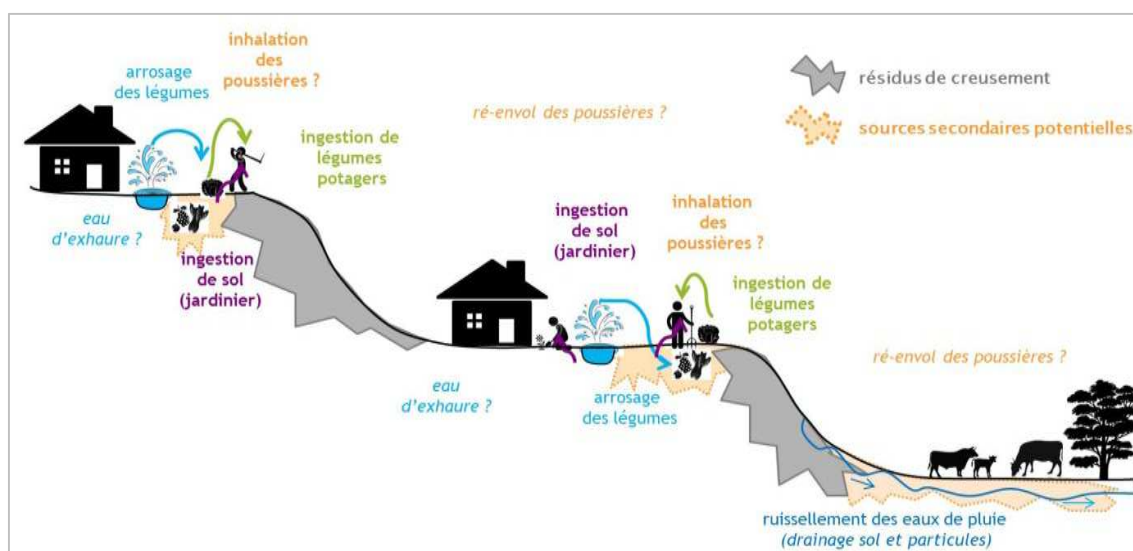 inhalation
des
poussières ?
arrosage
des légumes
ingestion de
légumes
potagers
ré-envol des poussières ?
résidus de creusement
sources secondaires potentielles
eau
d'exhaure ?
ingestion
de sol
(jardinier)
ingestion
de sol
(jardinier)
inhalation
des
poussières ?
ingestion de
légumes
potagers
ré-envol des poussières ?
eau
d'exhaure ?
arrosage
des légumes
ruissellement des eaux de pluie
(drainage sol et particules)